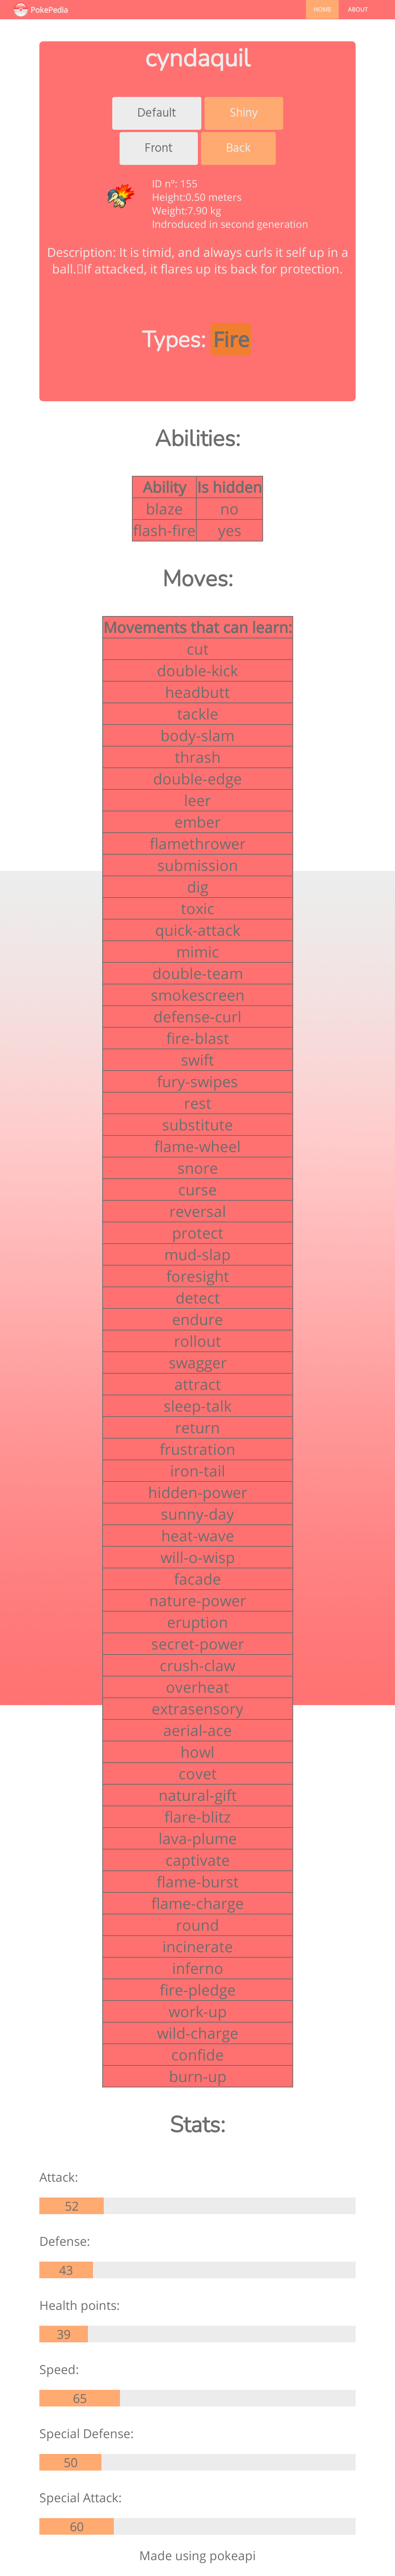 PokePedia
HOME
ABOUT
cyndaquil
Default
Shiny
Front
Back
ID nº: 155
Height:0.50 meters
Weight:7.90 kg
Indroduced in second generation
Description: It is timid, and always curls it self up in a
ball.▯If attacked, it flares up its back for protection.
Types: Fire
Abilities:
Ability Is hidden
blaze no
flash-fire yes
Moves:
Movements that can learn:
cut
double-kick
headbutt
tackle
body-slam
thrash
double-edge
leer
ember
flamethrower
submission
dig
toxic
quick-attack
mimic
double-team
smokescreen
defense-curl
fire-blast
swift
fury-swipes
rest
substitute
flame-wheel
snore
curse
reversal
protect
mud-slap
foresight
detect
endure
rollout
swagger
attract
sleep-talk
return
frustration
iron-tail
hidden-power
sunny-day
heat-wave
will-o-wisp
facade
nature-power
eruption
secret-power
crush-claw
overheat
extrasensory
aerial-ace
howl
covet
natural-gift
flare-blitz
lava-plume
captivate
flame-burst
flame-charge
round
incinerate
inferno
fire-pledge
work-up
wild-charge
confide
burn-up
Stats:
Attack:
52
Defense:
43
Health points:
39
Speed:
65
Special Defense:
50
Special Attack:
60
Made using pokeapi